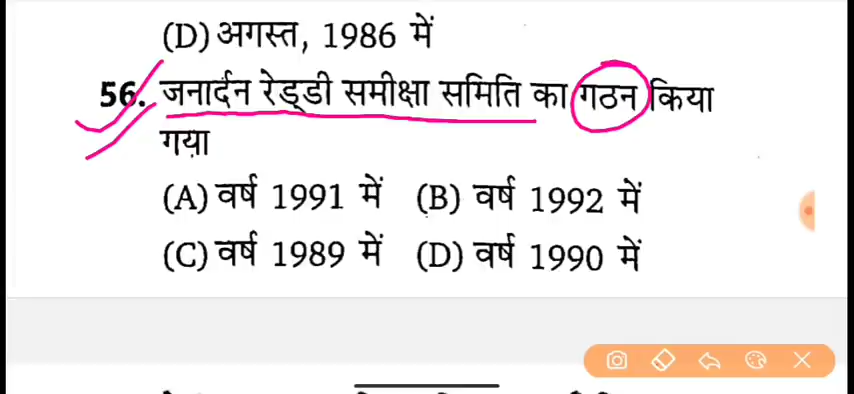 (D) अगस्त, 1986 में
56. जनार्दन रेड्डी समीक्षा समिति का गठन किया
गया
(A) वर्ष 1991 में (B) वर्ष 1992 में
(C) वर्ष 1989 में (D) वर्ष 1990 में